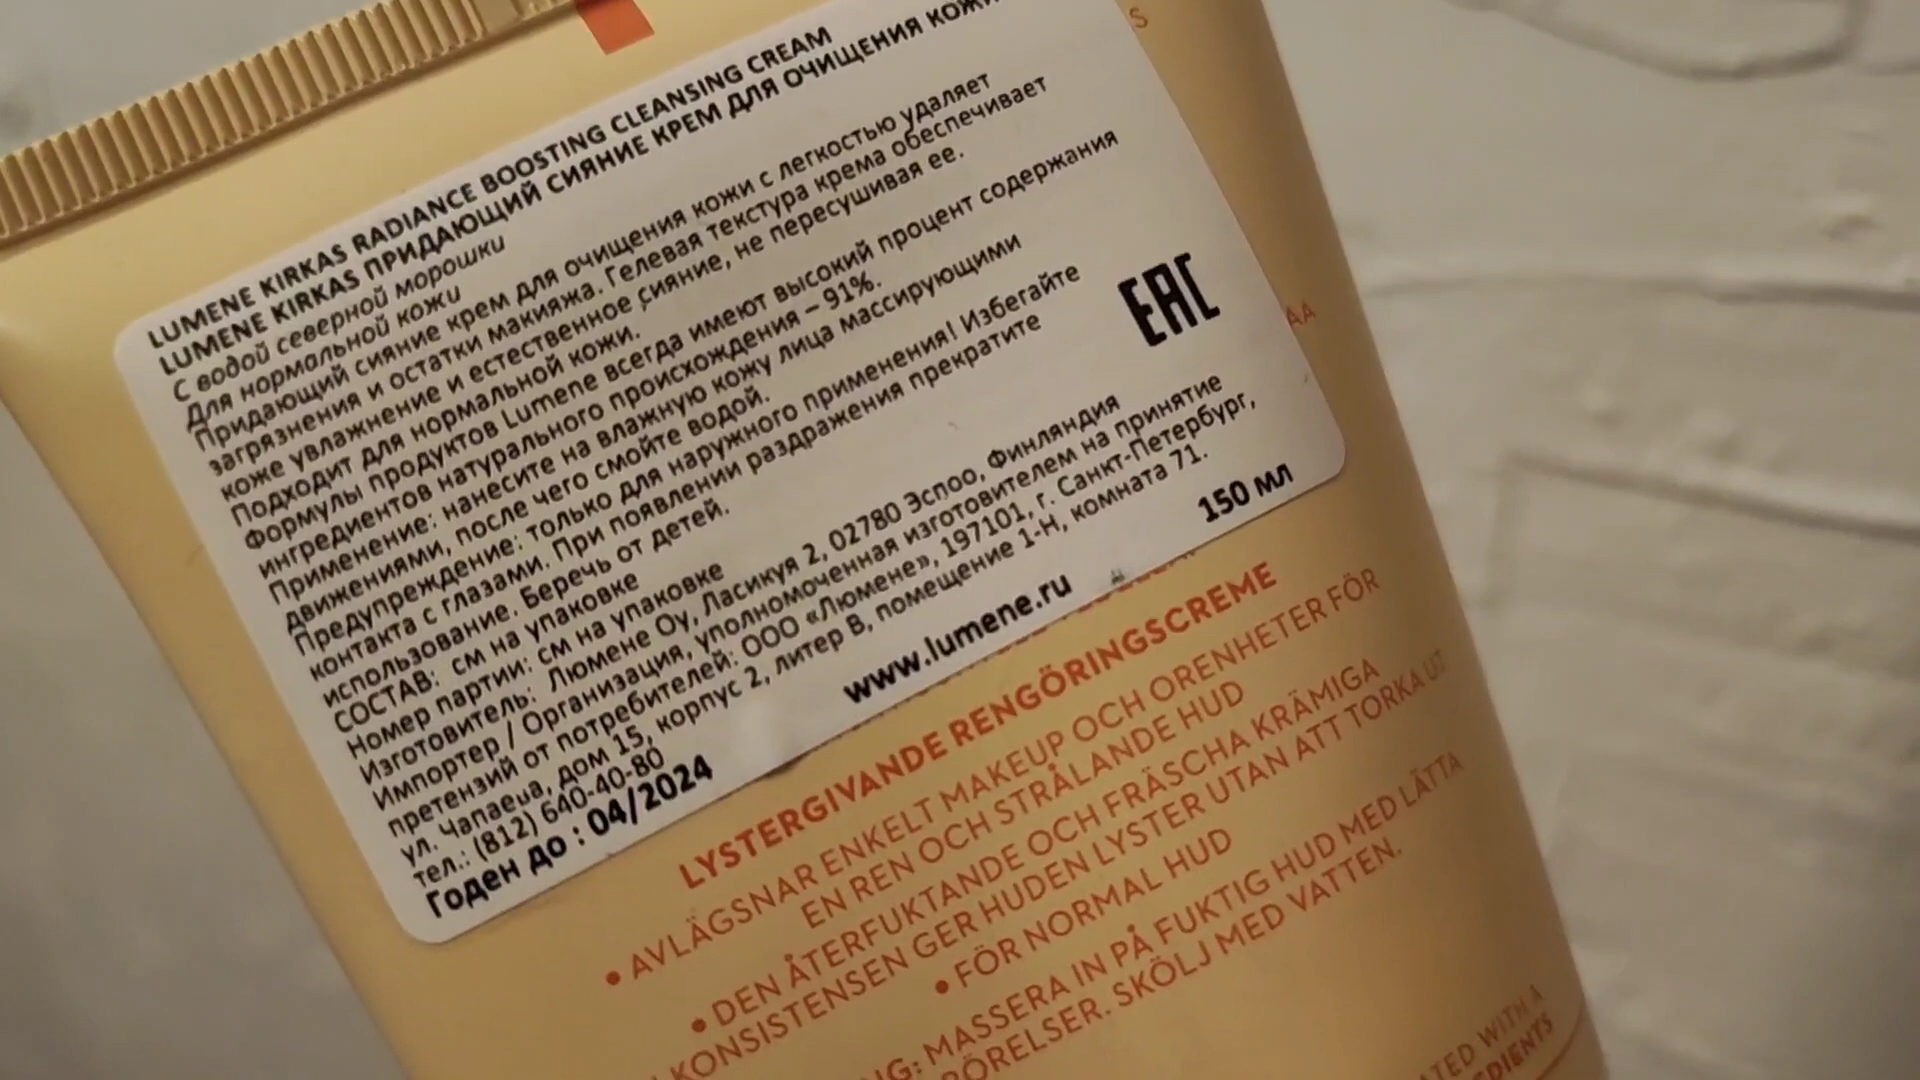 LUMENE KIRKAS RADIANCE BOOSTING CLEANSING CREAM
LUMENE KIRKAS ПРИДАЮЩИЙ СИЯНИЕ КРЕМ ДЛЯ ОЧИЩЕНИЯ КОЖИ
С водой северной морошки
Для нормальной кожи
Придающий сияние крем для очищения кожи с легкостью удаляет
загрязнения и остатки макияжа. Гелевая текстура крема обеспечивает
коже увлажнение и естественное сияние, не пересушивая ее.
Подходит для нормальной кожи.
Формулы продуктов Lumene всегда имеют высокий процент содержания
ингредиентов натурального происхождения – 91%.
Применение: нанесите на влажную кожу лица массирующими
движениями, после чего смойте водой.
Предупреждение: только для наружного применения! Избегайте
контакта с глазами. При появлении раздражения прекратите
использование. Беречь от детей.
СОСТАВ: см на упаковке
Номер партии: см на упаковке
Изготовитель: Люмене Оу, Ласикуя 2, 02780 Эспоо, Финляндия
Импортер / Организация, уполномоченная изготовителем на принятие
претензий от потребителей: ООО «Люмене», 197101, г. Санкт-Петербург,
ул. Чапаева, дом 15, корпус 2, литер В, помещение 1-Н, комната 71.
тел.: (812) 640-40-80
Годен до : 04/2024
www.lumene.ru
150 мл
EAC
S
AA
LYSTERGIVANDE RENGÖRINGSCREME
• AVLÄGSNAR ENKELT MAKEUP OCH ORENHETER FÖR
EN REN OCH STRÅLANDE HUD
• DEN ÅTERFUKTANDE OCH FRÄSCHA KRÄMIGA
KONSISTENSEN GER HUDEN LYSTER UTAN ATT TORKA UT
• FÖR NORMAL HUD
NG: MASSERA IN PÅ FUKTIG HUD MED LÄTTA
RÖRELSER. SKÖLJ MED VATTEN.
ATED WITH A
EDIENTS